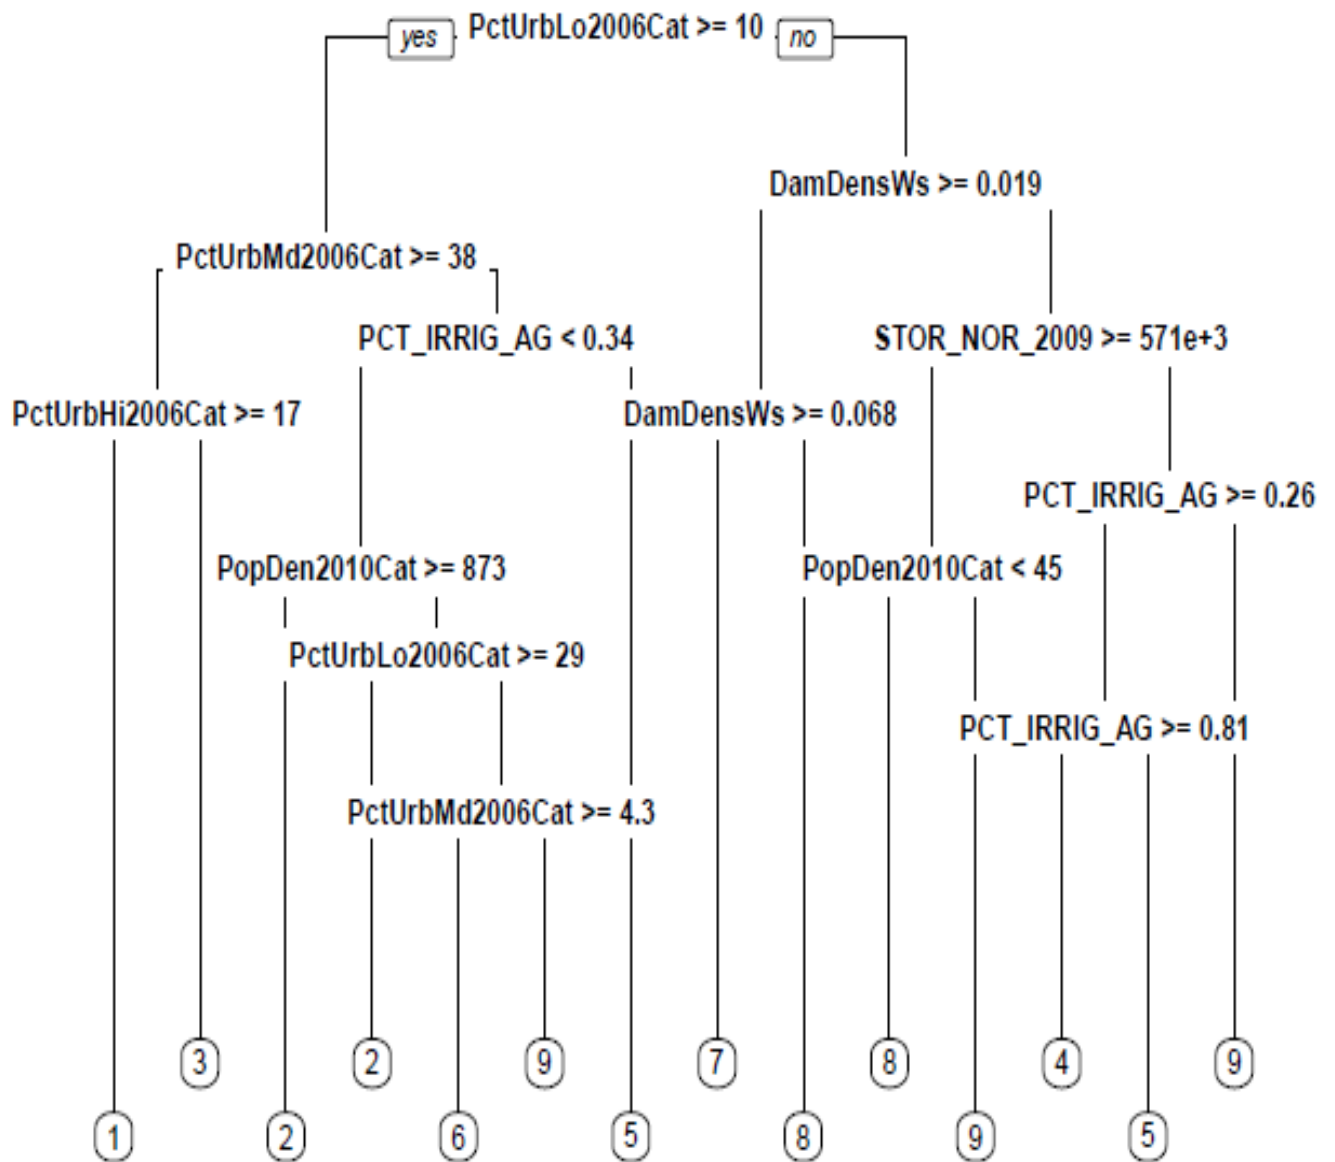 yes PctUrbLo2006Cat >= 10 no
DamDensWs >= 0.019
PctUrbMd2006Cat >= 38
PCT_IRRIG_AG < 0.34
STOR_NOR_2009 >= 571e+3
PctUrbHi2006Cat >= 17
DamDensWs >= 0.068
PCT_IRRIG_AG >= 0.26
PopDen2010Cat >= 873
PopDen2010Cat < 45
PctUrbLo2006Cat >= 29
PCT_IRRIG_AG >= 0.81
PctUrbMd2006Cat >= 4.3
3 2 9 7 8 4 9
1 2 6 5 8 9 5